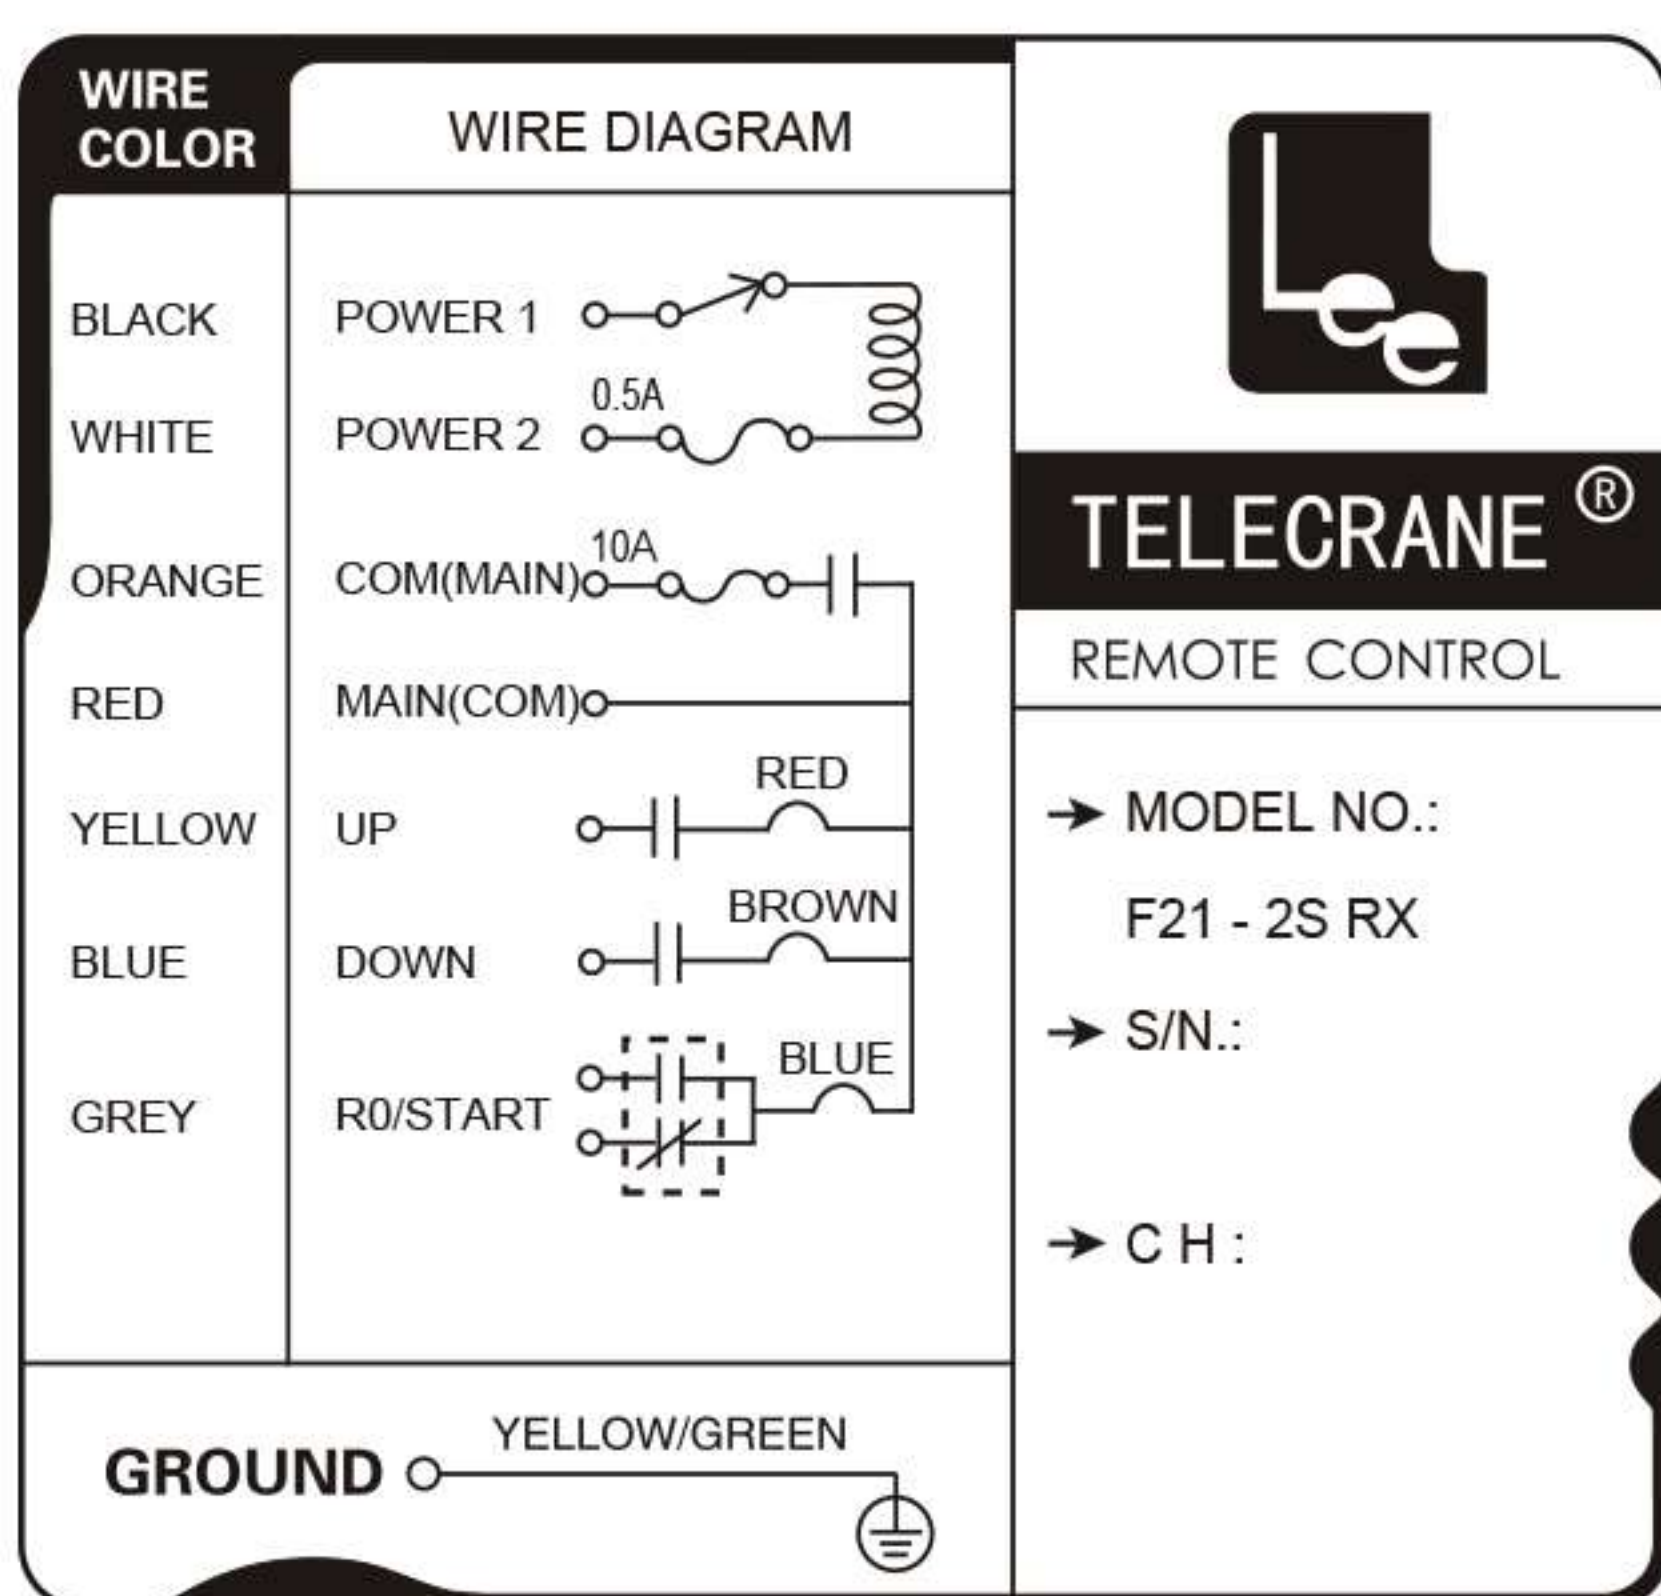 WIRE
COLOR
WIRE DIAGRAM
BLACK
POWER 1
0.5A
WHITE
POWER 2
10A
ORANGE
COM(MAIN)
RED
MAIN(COM)
RED
YELLOW
UP
BROWN
BLUE
DOWN
BLUE
GREY
R0/START
YELLOW/GREEN
GROUND
Lee
TELECRANE ®
REMOTE CONTROL
→ MODEL NO.:
F21 - 2S RX
→ S/N.:
→ C H :